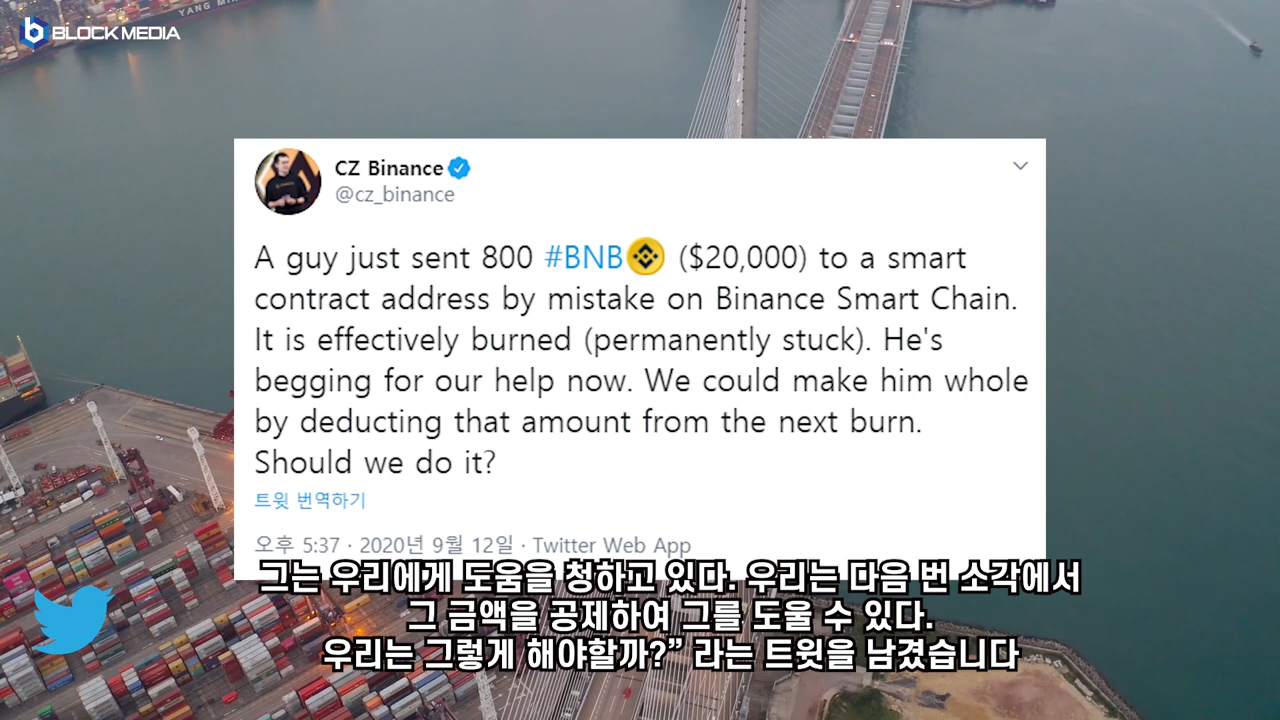 YANG MI
BLOCKMEDIA
CZ Binance
@cz_binance
A guy just sent 800 #BNB ($20,000) to a smart
contract address by mistake on Binance Smart Chain.
It is effectively burned (permanently stuck). He's
begging for our help now. We could make him whole
by deducting that amount from the next burn.
Should we do it?
트윗 번역하기
오후 5:37 · 2020년 9월 12일 · Twitter Web App
그는 우리에게 도움을 청하고 있다. 우리는 다음 번 소각에서
그 금액을 공제하여 그를 도울 수 있다.
우리는 그렇게 해야할까?” 라는 트윗을 남겼습니다